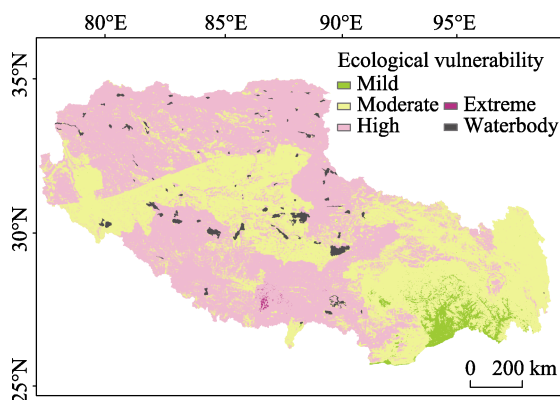 80°E 85°E 90°E 95°E
35°N
30°N
25°N
Ecological vulnerability
Mild
Moderate Extreme
High Waterbody
0 200 km